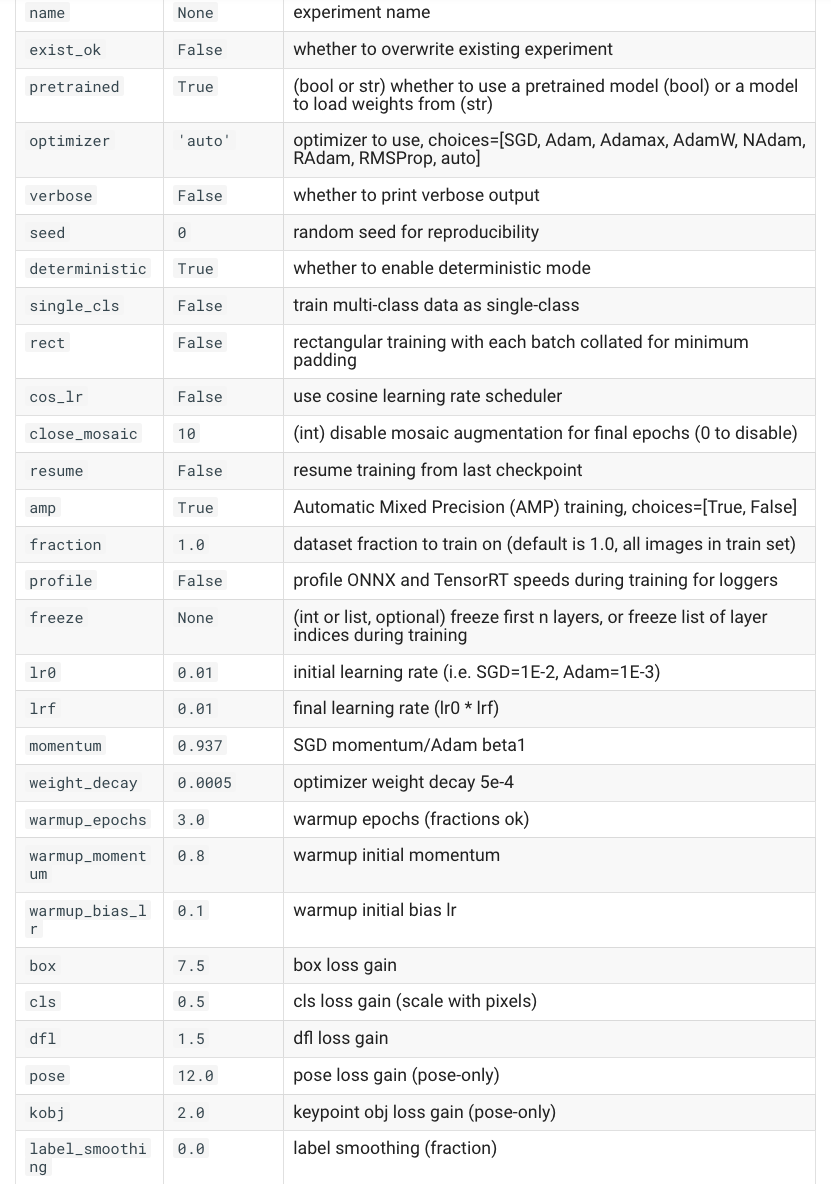 name None experiment name
exist_ok False whether to overwrite existing experiment
pretrained True (bool or str) whether to use a pretrained model (bool) or a model
to load weights from (str)
optimizer 'auto' optimizer to use, choices=[SGD, Adam, Adamax, AdamW, NAdam,
RAdam, RMSProp, auto]
verbose False whether to print verbose output
seed 0 random seed for reproducibility
deterministic True whether to enable deterministic mode
single_cls False train multi-class data as single-class
rect False rectangular training with each batch collated for minimum
padding
cos_lr False use cosine learning rate scheduler
close_mosaic 10 (int) disable mosaic augmentation for final epochs (0 to disable)
resume False resume training from last checkpoint
amp True Automatic Mixed Precision (AMP) training, choices=[True, False]
fraction 1.0 dataset fraction to train on (default is 1.0, all images in train set)
profile False profile ONNX and TensorRT speeds during training for loggers
freeze None (int or list, optional) freeze first n layers, or freeze list of layer
indices during training
lr0 0.01 initial learning rate (i.e. SGD=1E-2, Adam=1E-3)
lrf 0.01 final learning rate (lr0 * lrf)
momentum 0.937 SGD momentum/Adam beta1
weight_decay 0.0005 optimizer weight decay 5e-4
warmup_epochs 3.0 warmup epochs (fractions ok)
warmup_moment 0.8 warmup initial momentum
um
warmup_bias_l 0.1 warmup initial bias lr
r
box 7.5 box loss gain
cls 0.5 cls loss gain (scale with pixels)
dfl 1.5 dfl loss gain
pose 12.0 pose loss gain (pose-only)
kobj 2.0 keypoint obj loss gain (pose-only)
label_smoothi 0.0 label smoothing (fraction)
ng